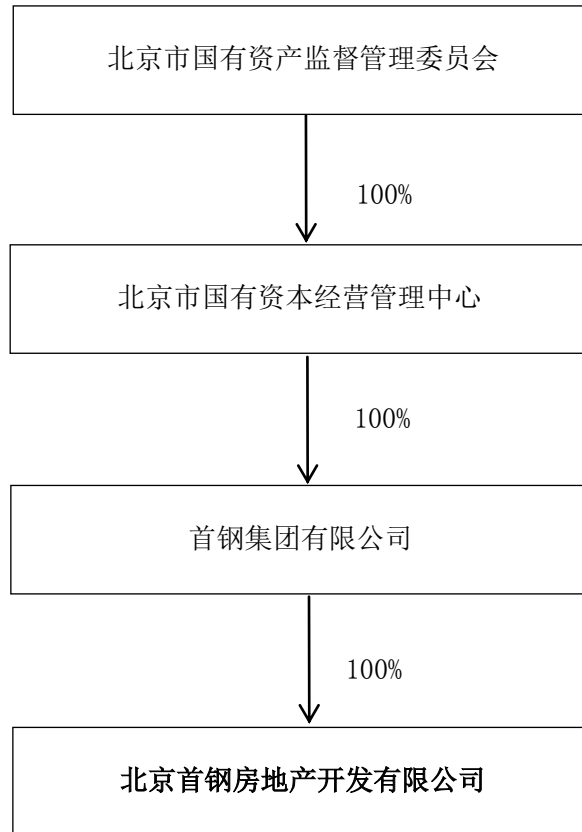 北京市国有资产监督管理委员会
100%
北京市国有资本经营管理中心
100%
首钢集团有限公司
100%
北京首钢房地产开发有限公司